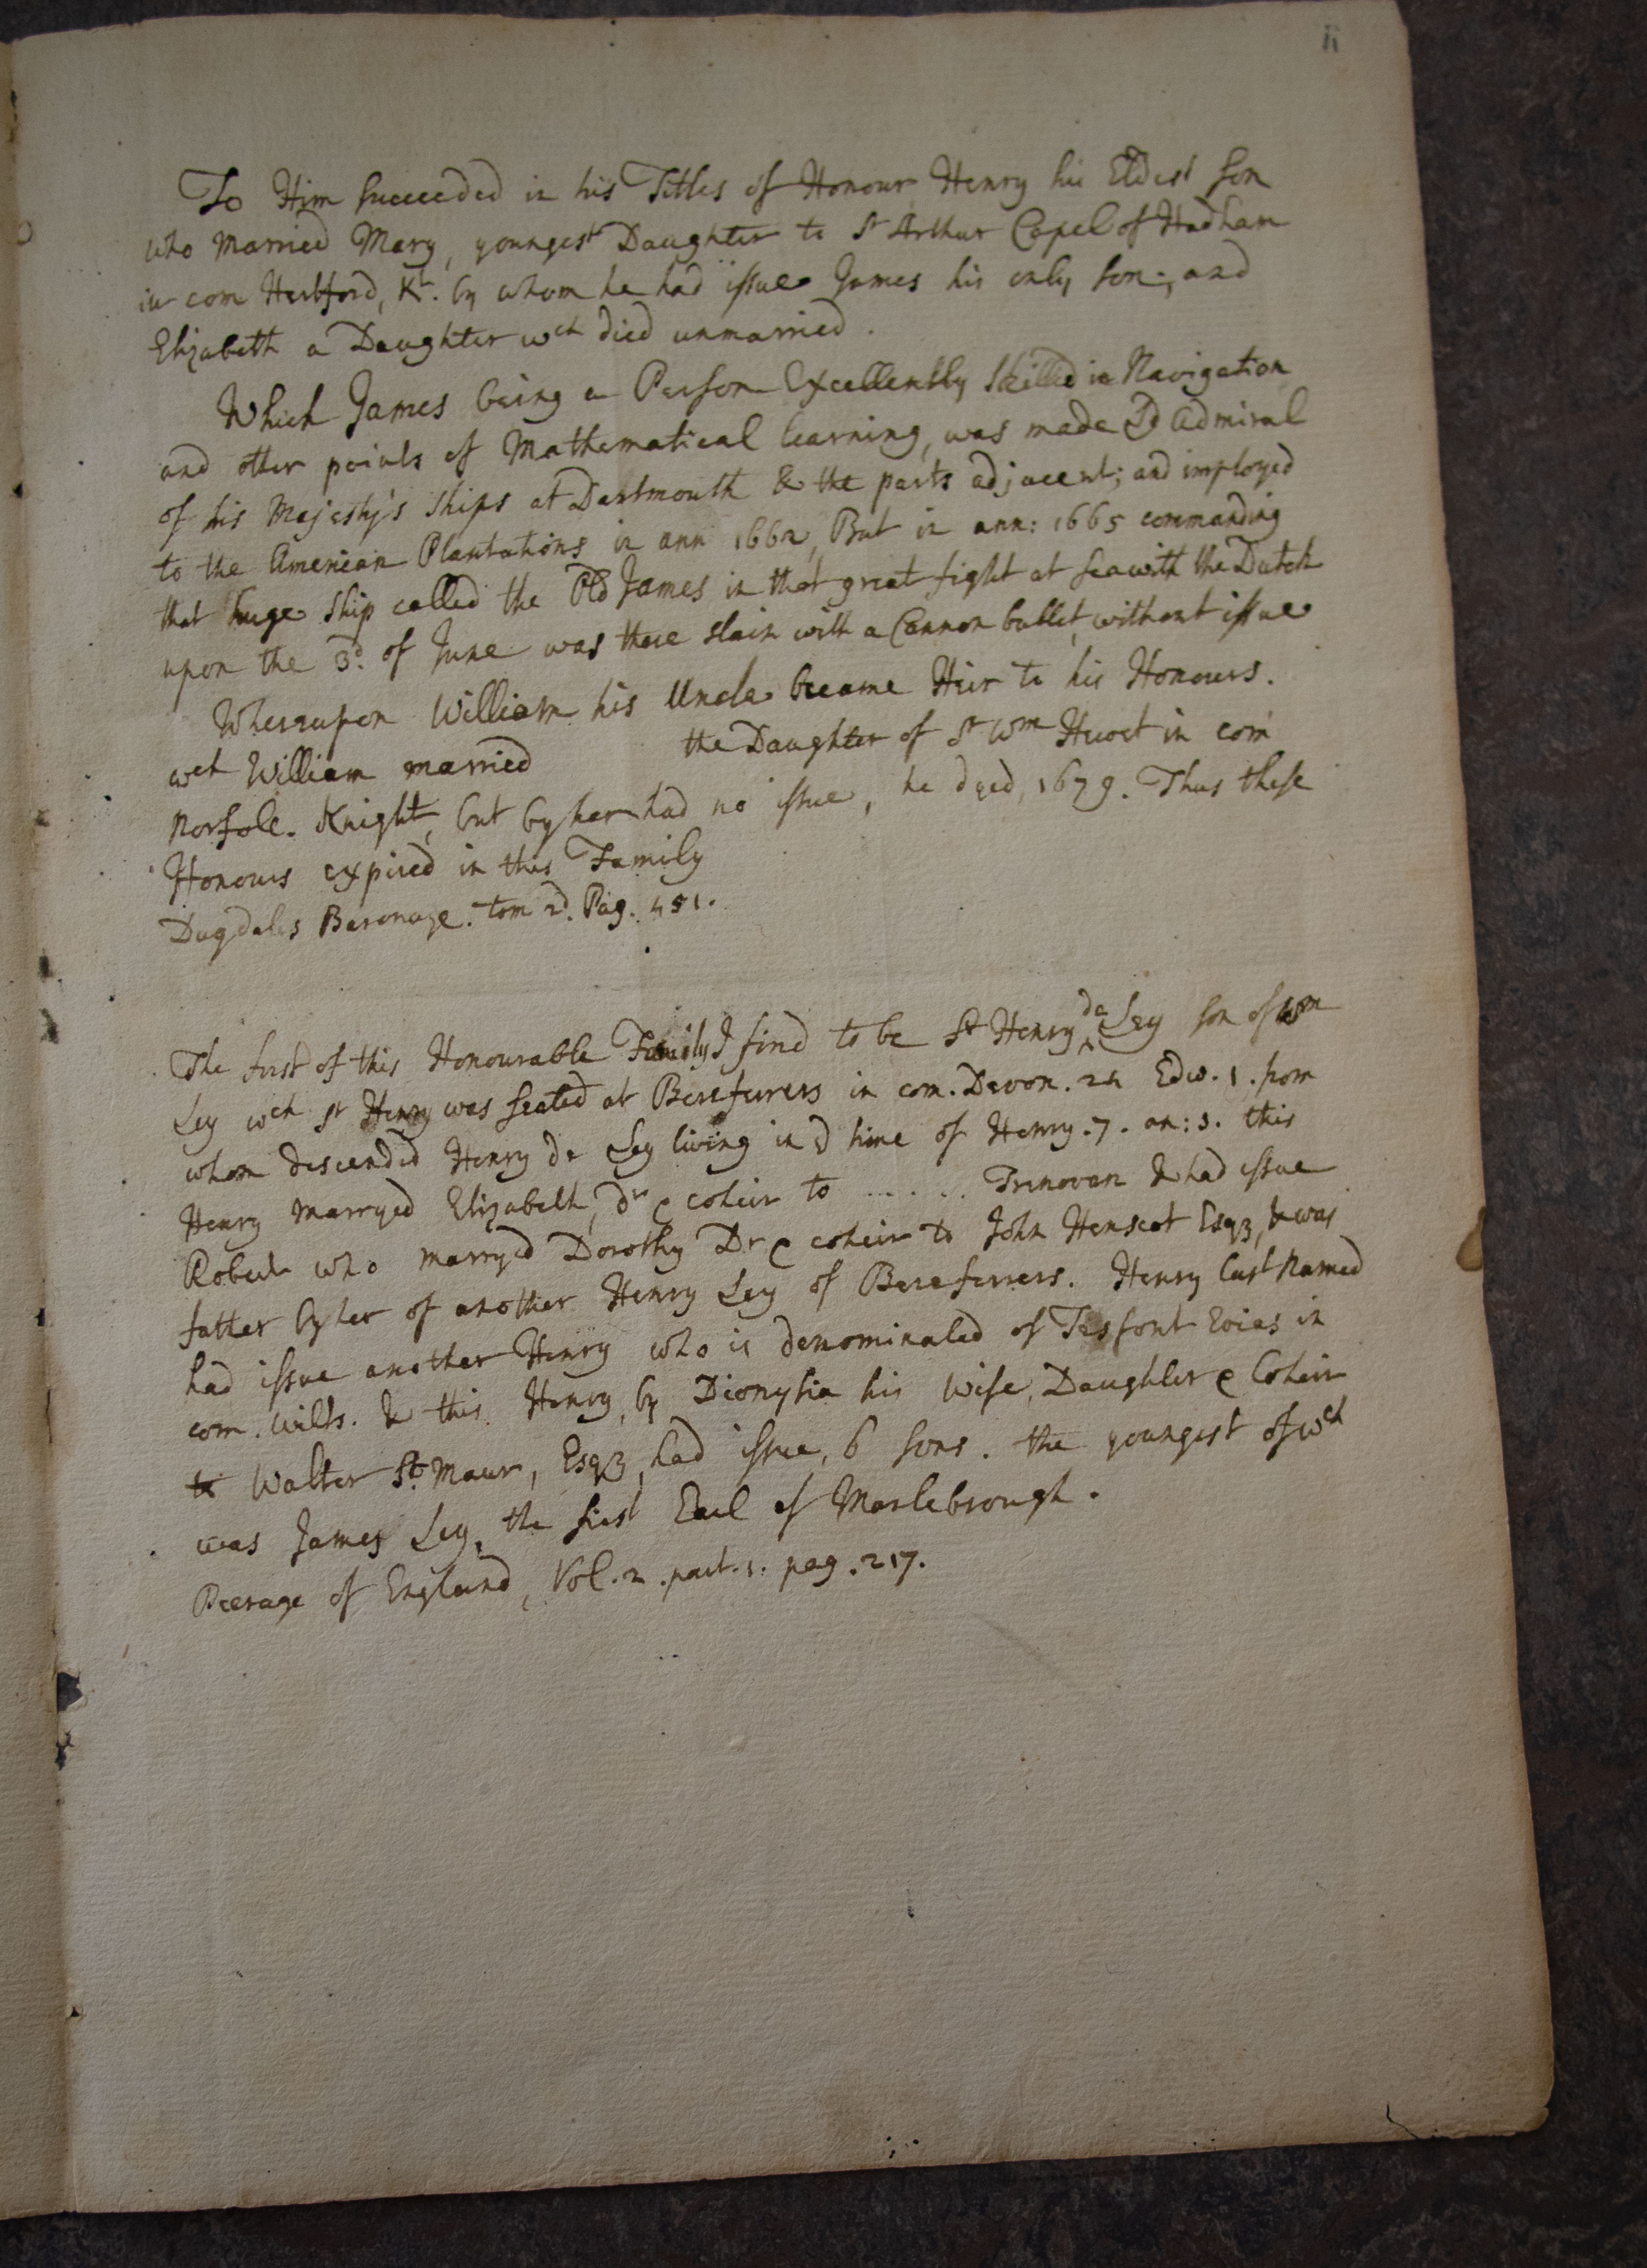 11
To Him succeeded in his Titles of Honour Henry his Eldest son
who married Mary, youngest Daughter to Sr Arthur Capel of Hadham
in com Hertford, Kt. by whom he had issue James his only son; and
Elizabeth a Daughter wch died unmarried.
Which James being a Person Excellently skilled in Navigation
and other points of Mathematical learning, was made Ld Admiral
of his Majesty's ships at Dartmouth & the parts adjacent; and imployed
to the American Plantations in ann 1662, But in ann: 1665 commanding
that huge ship called the Old James in that great fight at sea with the Dutch
upon the 3d. of June was there slain with a Cannon bullet, without issue
Whereupon William his Uncle became Heir to his Honours.
wch William married the Daughter of Sr Wm Hewet in com
Norfolc. Knight, but by her had no issue, he dyed, 1679. Thus these
Honours expired in this Family
Dugdales Baronage. tom 2d. Pag. 451.
The first of this Honourable Family I find to be Sr Henry de Ley son of Wm
Ley wch Sr Henry was seated at Bereferrers in com. Devon. 24 Edw. 1. from
whom descended Henry de Ley living in d time of Henry. 7. an: 3. this
Henry marryed Elizabeth, Dr & coheir to ...... Trenovan & had issue
Robert who marryed Dorothy Dr & coheir to John Henscot Esqz, & was
father by her of another Henry Ley of Bereferrers. Henry last Named
had issue another Henry who is denominated of Tesfont Evias in
com. Wilts. & this Henry, by Dionysia his Wife, Daughter & Coheir
to Walter St. Maur, Esqz, had issue, 6 sons. the youngest of wch
was James Ley, the first Earl of Marlebrough.
Peerage of England, Vol. 2. part. 1. pag. 217.